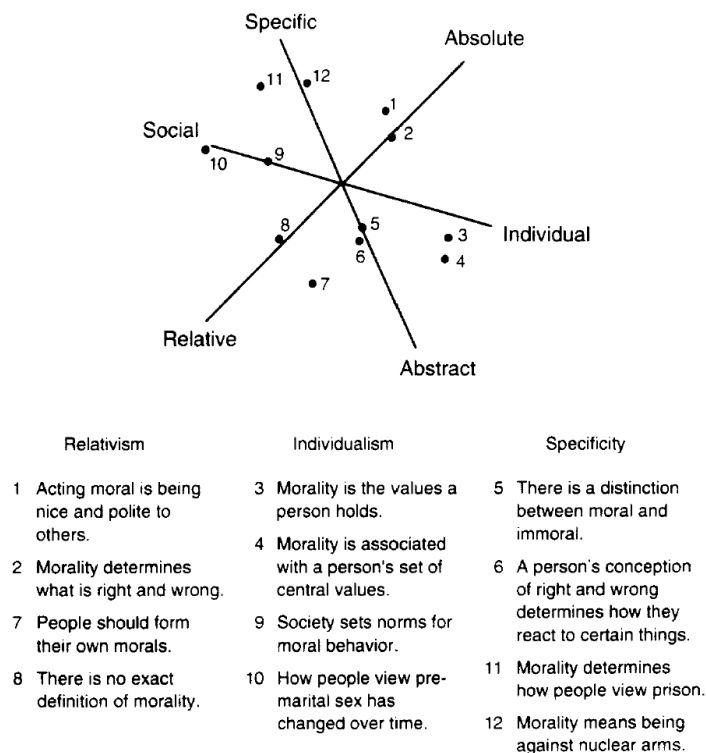 Specific
Absolute
11
12
1
2
Social
10
9
8
5
6
3
Individual
4
7
Relative
Abstract
Relativism
1 Acting moral is being
nice and polite to
others.
2 Morality determines
what is right and wrong.
7 People should form
their own morals.
8 There is no exact
definition of morality.
Individualism
3 Morality is the values a
person holds.
4 Morality is associated
with a person's set of
central values.
9 Society sets norms for
moral behavior.
10 How people view pre-
marital sex has
changed over time.
Specificity
5 There is a distinction
between moral and
immoral.
6 A person's conception
of right and wrong
determines how they
react to certain things.
11 Morality determines
how people view prison.
12 Morality means being
against nuclear arms.